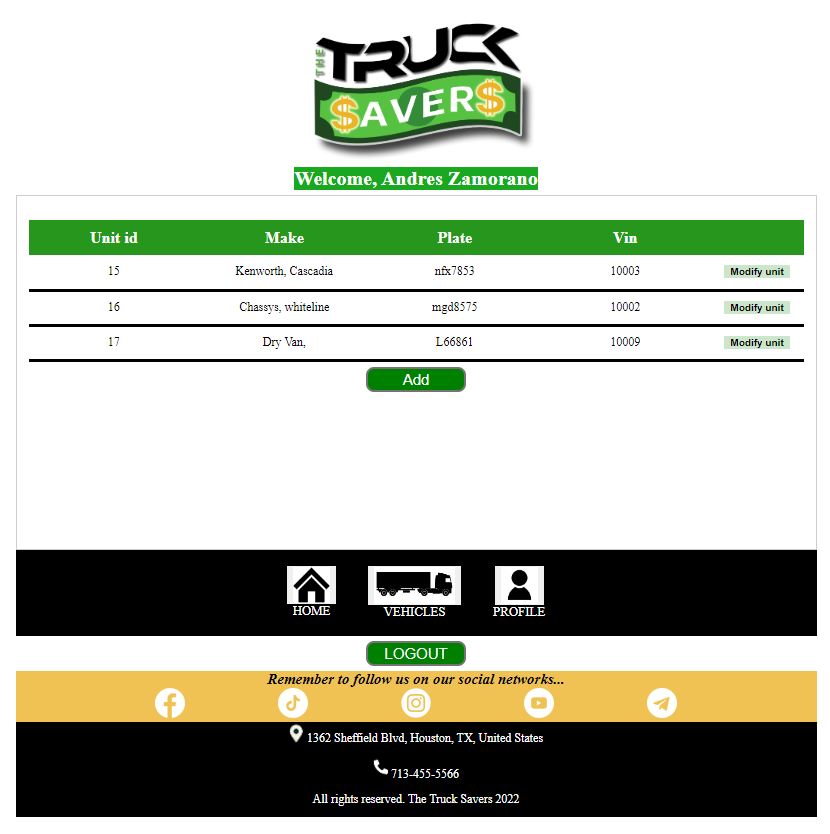 THE TRUCK
$AVER$
Welcome, Andres Zamorano
Unit id Make Plate Vin
15 Kenworth, Cascadia nfx7853 10003 Modify unit
16 Chassys, whiteline mgd8575 10002 Modify unit
17 Dry Van, L66861 10009 Modify unit
Add
HOME VEHICLES PROFILE
LOGOUT
Remember to follow us on our social networks...
1362 Sheffield Blvd, Houston, TX, United States
713-455-5566
All rights reserved. The Truck Savers 2022